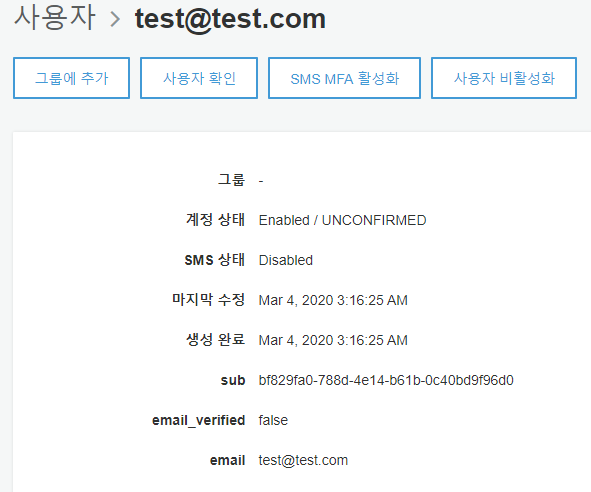 사용자 > test@test.com
그룹에 추가 사용자 확인 SMS MFA 활성화 사용자 비활성화
그룹 -
계정 상태 Enabled / UNCONFIRMED
SMS 상태 Disabled
마지막 수정 Mar 4, 2020 3:16:25 AM
생성 완료 Mar 4, 2020 3:16:25 AM
sub bf829fa0-788d-4e14-b61b-0c40bd9f96d0
email_verified false
email test@test.com